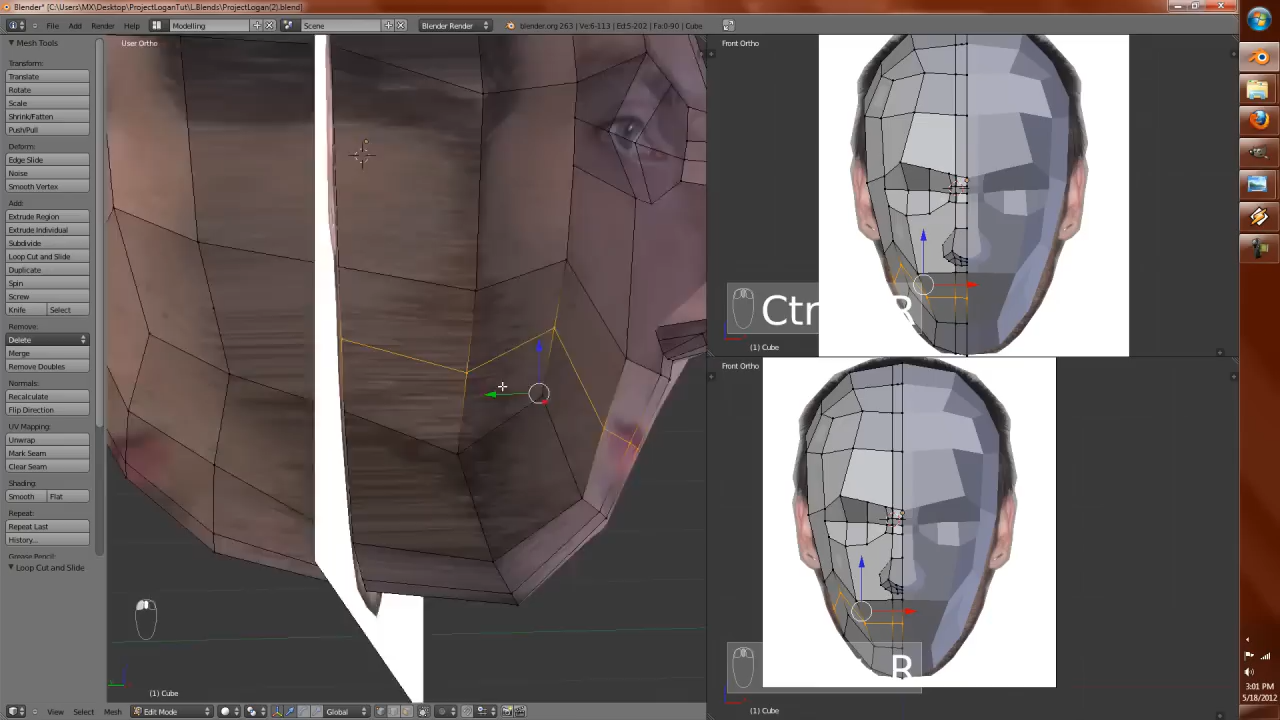 Blender* [C:\Users\MX\Desktop\ProjectLoganTut\LBlends\ProjectLogan(2).blend]
File Add Render Help Modelling Scene Blender Render blender.org 263 | Ve:6-113 | Ed:5-202 | Fa:0-90 | Cube
Mesh Tools
Transform:
Translate
Rotate
Scale
Shrink/Fatten
Push/Pull
Deform:
Edge Slide
Noise
Smooth Vertex
Add:
Extrude Region
Extrude Individual
Subdivide
Loop Cut and Slide
Duplicate
Spin
Screw
Knife Select
Remove:
Delete
Merge
Remove Doubles
Normals:
Recalculate
Flip Direction
UV Mapping:
Unwrap
Mark Seam
Clear Seam
Shading:
Smooth Flat
Repeat:
Repeat Last
History...
Grease Pencil:
Loop Cut and Slide
User Ortho
(1) Cube
View Select Mesh Edit Mode Global
Front Ortho
Ctr R
(1) Cube
Front Ortho
R
(1) Cube
3:01 PM
5/18/2012